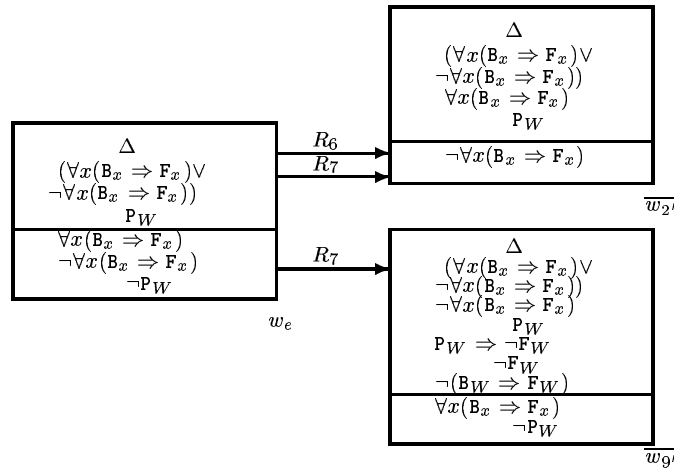 Δ
(∀x(B_x ⇒ F_x)∨
¬∀x(B_x ⇒ F_x))
P_W
∀x(B_x ⇒ F_x)
¬∀x(B_x ⇒ F_x)
¬P_W
w_e
R_6
R_7
R_7
Δ
(∀x(B_x ⇒ F_x)∨
¬∀x(B_x ⇒ F_x))
∀x(B_x ⇒ F_x)
P_W
¬∀x(B_x ⇒ F_x)
w_2'
Δ
(∀x(B_x ⇒ F_x)∨
¬∀x(B_x ⇒ F_x))
¬∀x(B_x ⇒ F_x)
P_W
P_W ⇒ ¬F_W
¬F_W
¬(B_W ⇒ F_W)
∀x(B_x ⇒ F_x)
¬P_W
w_9'